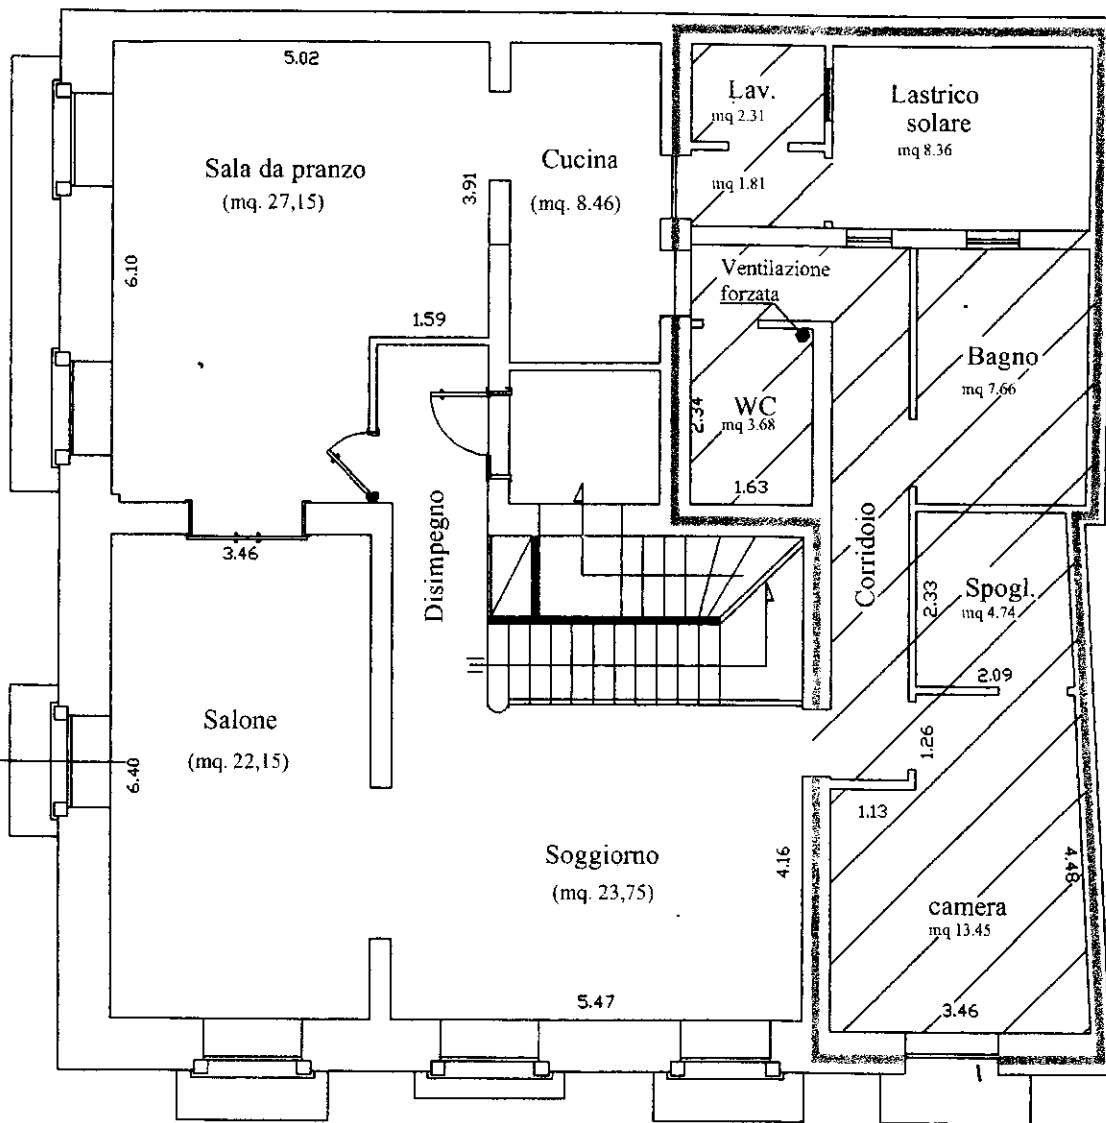 5.02
Lav.
mq 2.31
Lastrico
solare
mq 8.36
Sala da pranzo
(mq. 27,15)
3.91
Cucina
(mq. 8.46)
mq 1.81
6.10
Ventilazione
forzata
1.59
Bagno
mq 7.66
2.34
WC
mq 3.68
1.63
3.46
Disimpegno
Corridoio
2.33
Spogl.
mq 4.74
2.09
Salone
(mq. 22,15)
6.40
1.26
1.13
Soggiorno
(mq. 23,75)
4.16
4.48
camera
mq 13.45
5.47
3.46